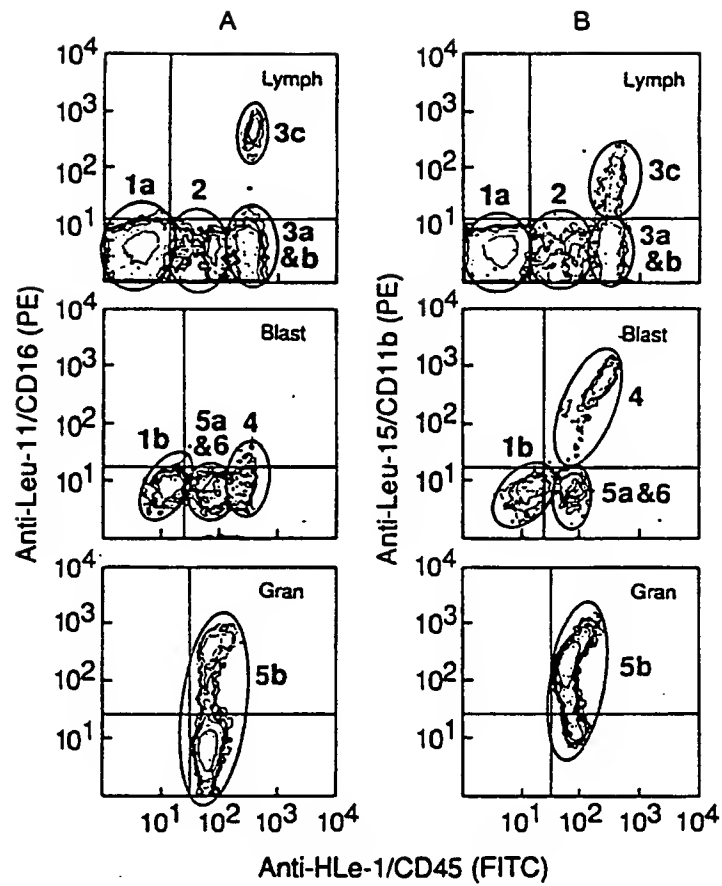 A
B
Anti-Leu-11/CD16 (PE)
10⁴
10³
10²
10¹
Lymph
3c
1a
2
3a
&b
10⁴
10³
10²
10¹
Blast
1b
5a
&6
4
10⁴
10³
10²
10¹
Gran
5b
10¹ 10² 10³ 10⁴
Anti-Leu-15/CD11b (PE)
10⁴
10³
10²
10¹
Lymph
3c
1a
2
3a
&b
10⁴
10³
10²
10¹
Blast
4
1b
5a&6
10⁴
10³
10²
10¹
Gran
5b
10¹ 10² 10³ 10⁴
Anti-HLe-1/CD45 (FITC)